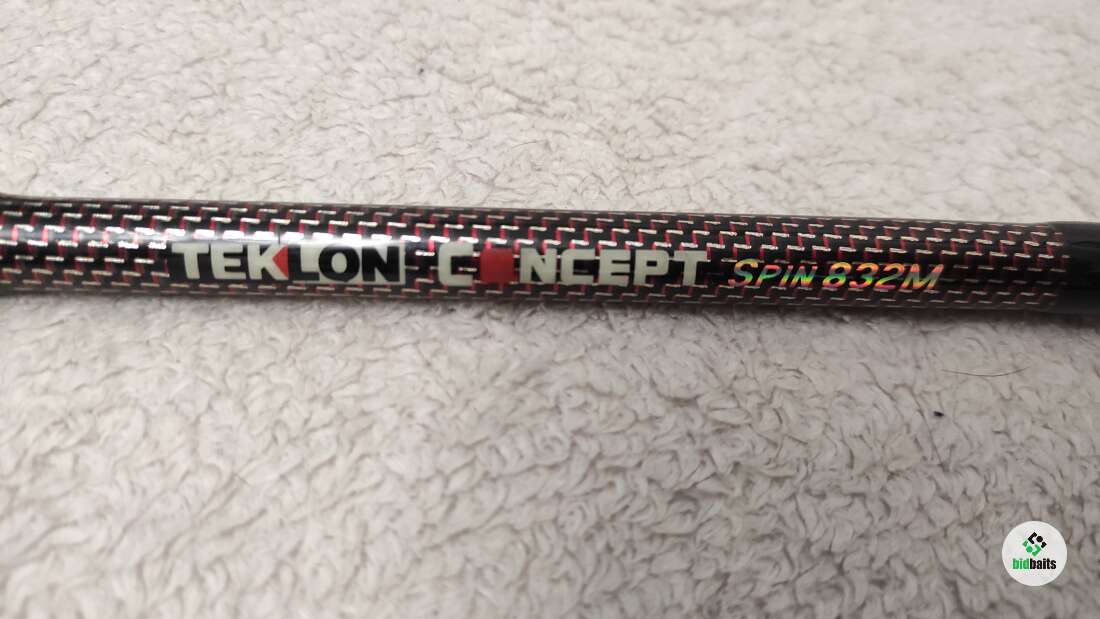 TEKLON CONCEPT SPIN 832M
bidbaits